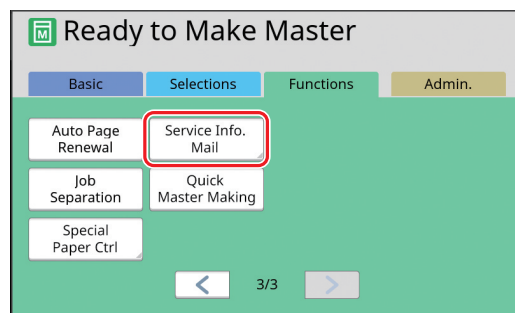 M Ready to Make Master
Basic Selections Functions Admin.
Auto Page
Renewal
Service Info.
Mail
Job
Separation
Quick
Master Making
Special
Paper Ctrl
< 3/3 >